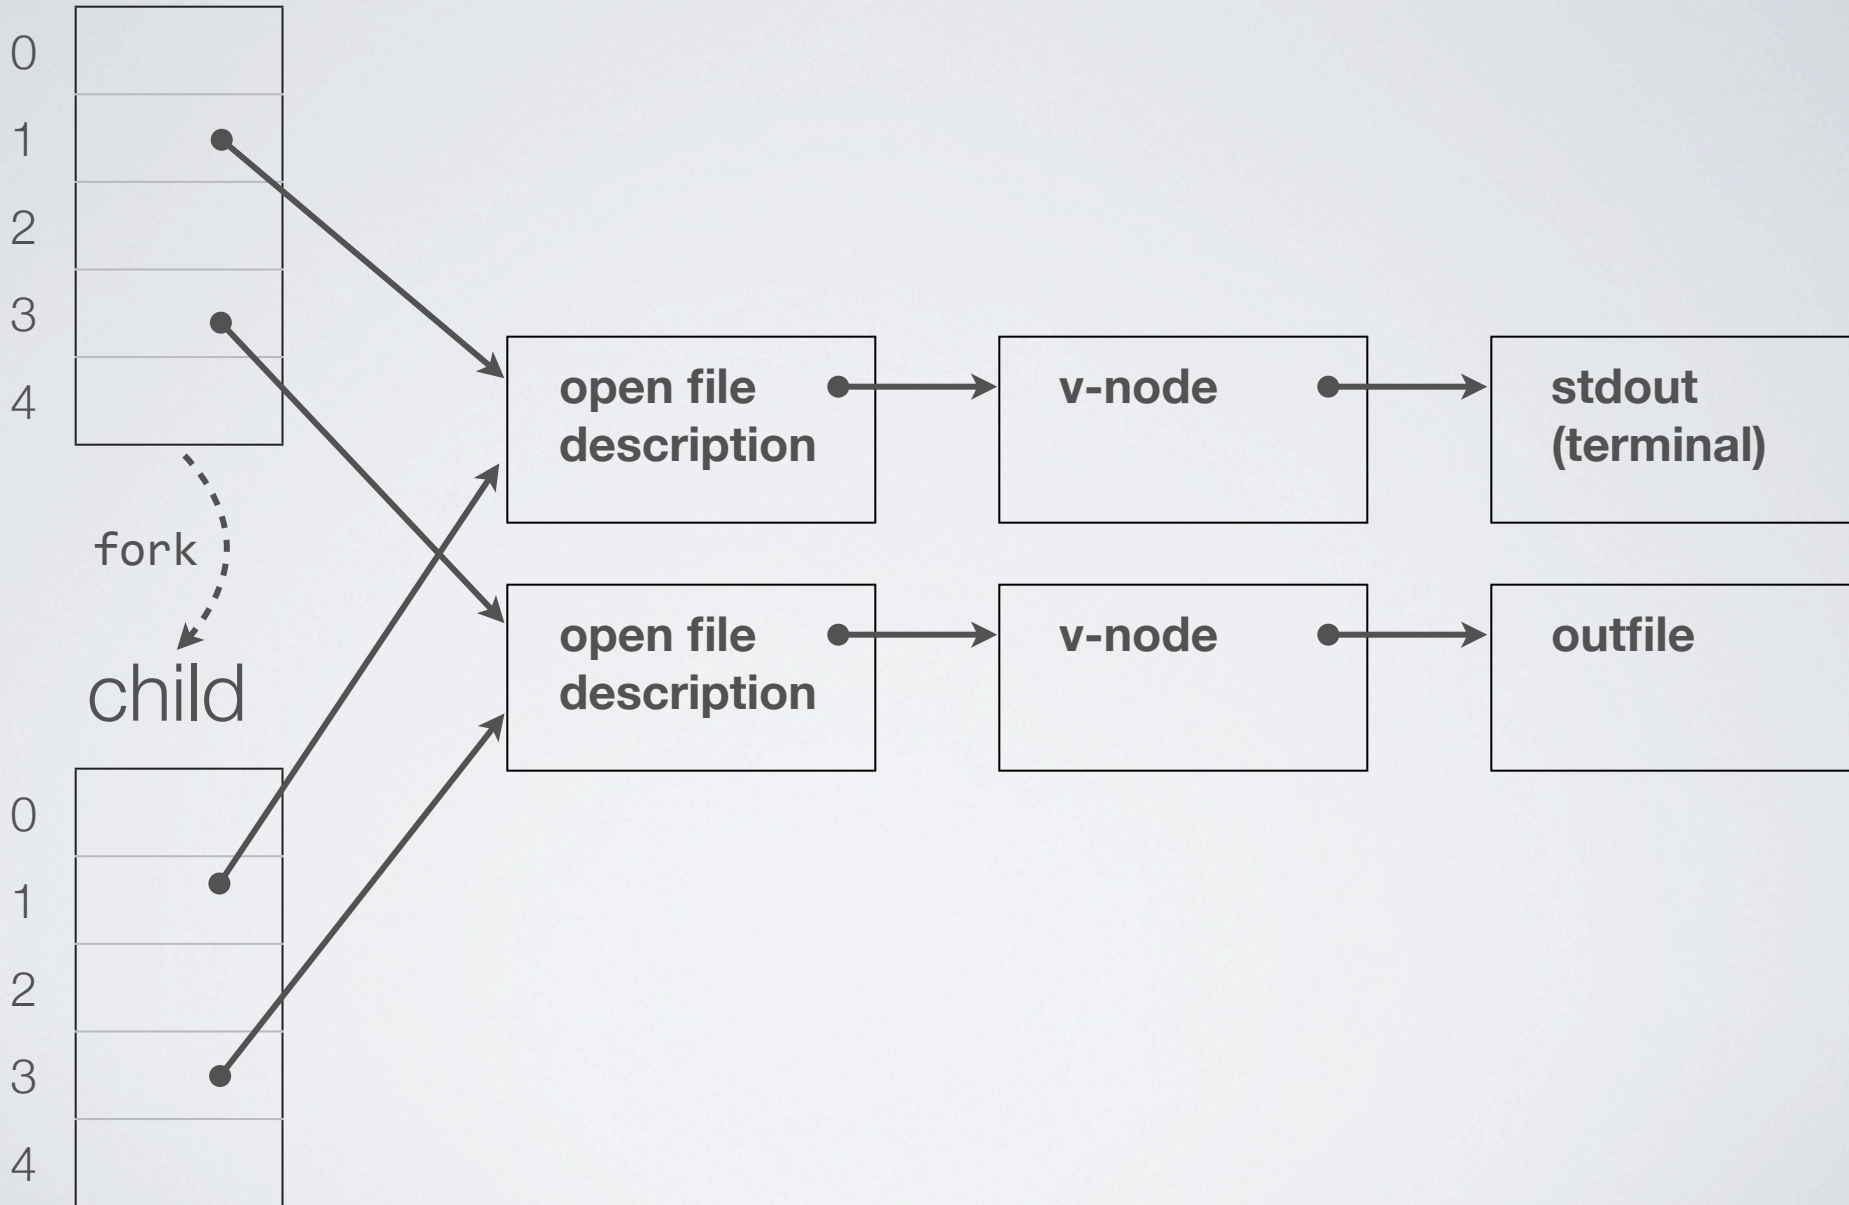 0
1
2
3
4
fork
child
0
1
2
3
4
open file
description
v-node
stdout
(terminal)
open file
description
v-node
outfile